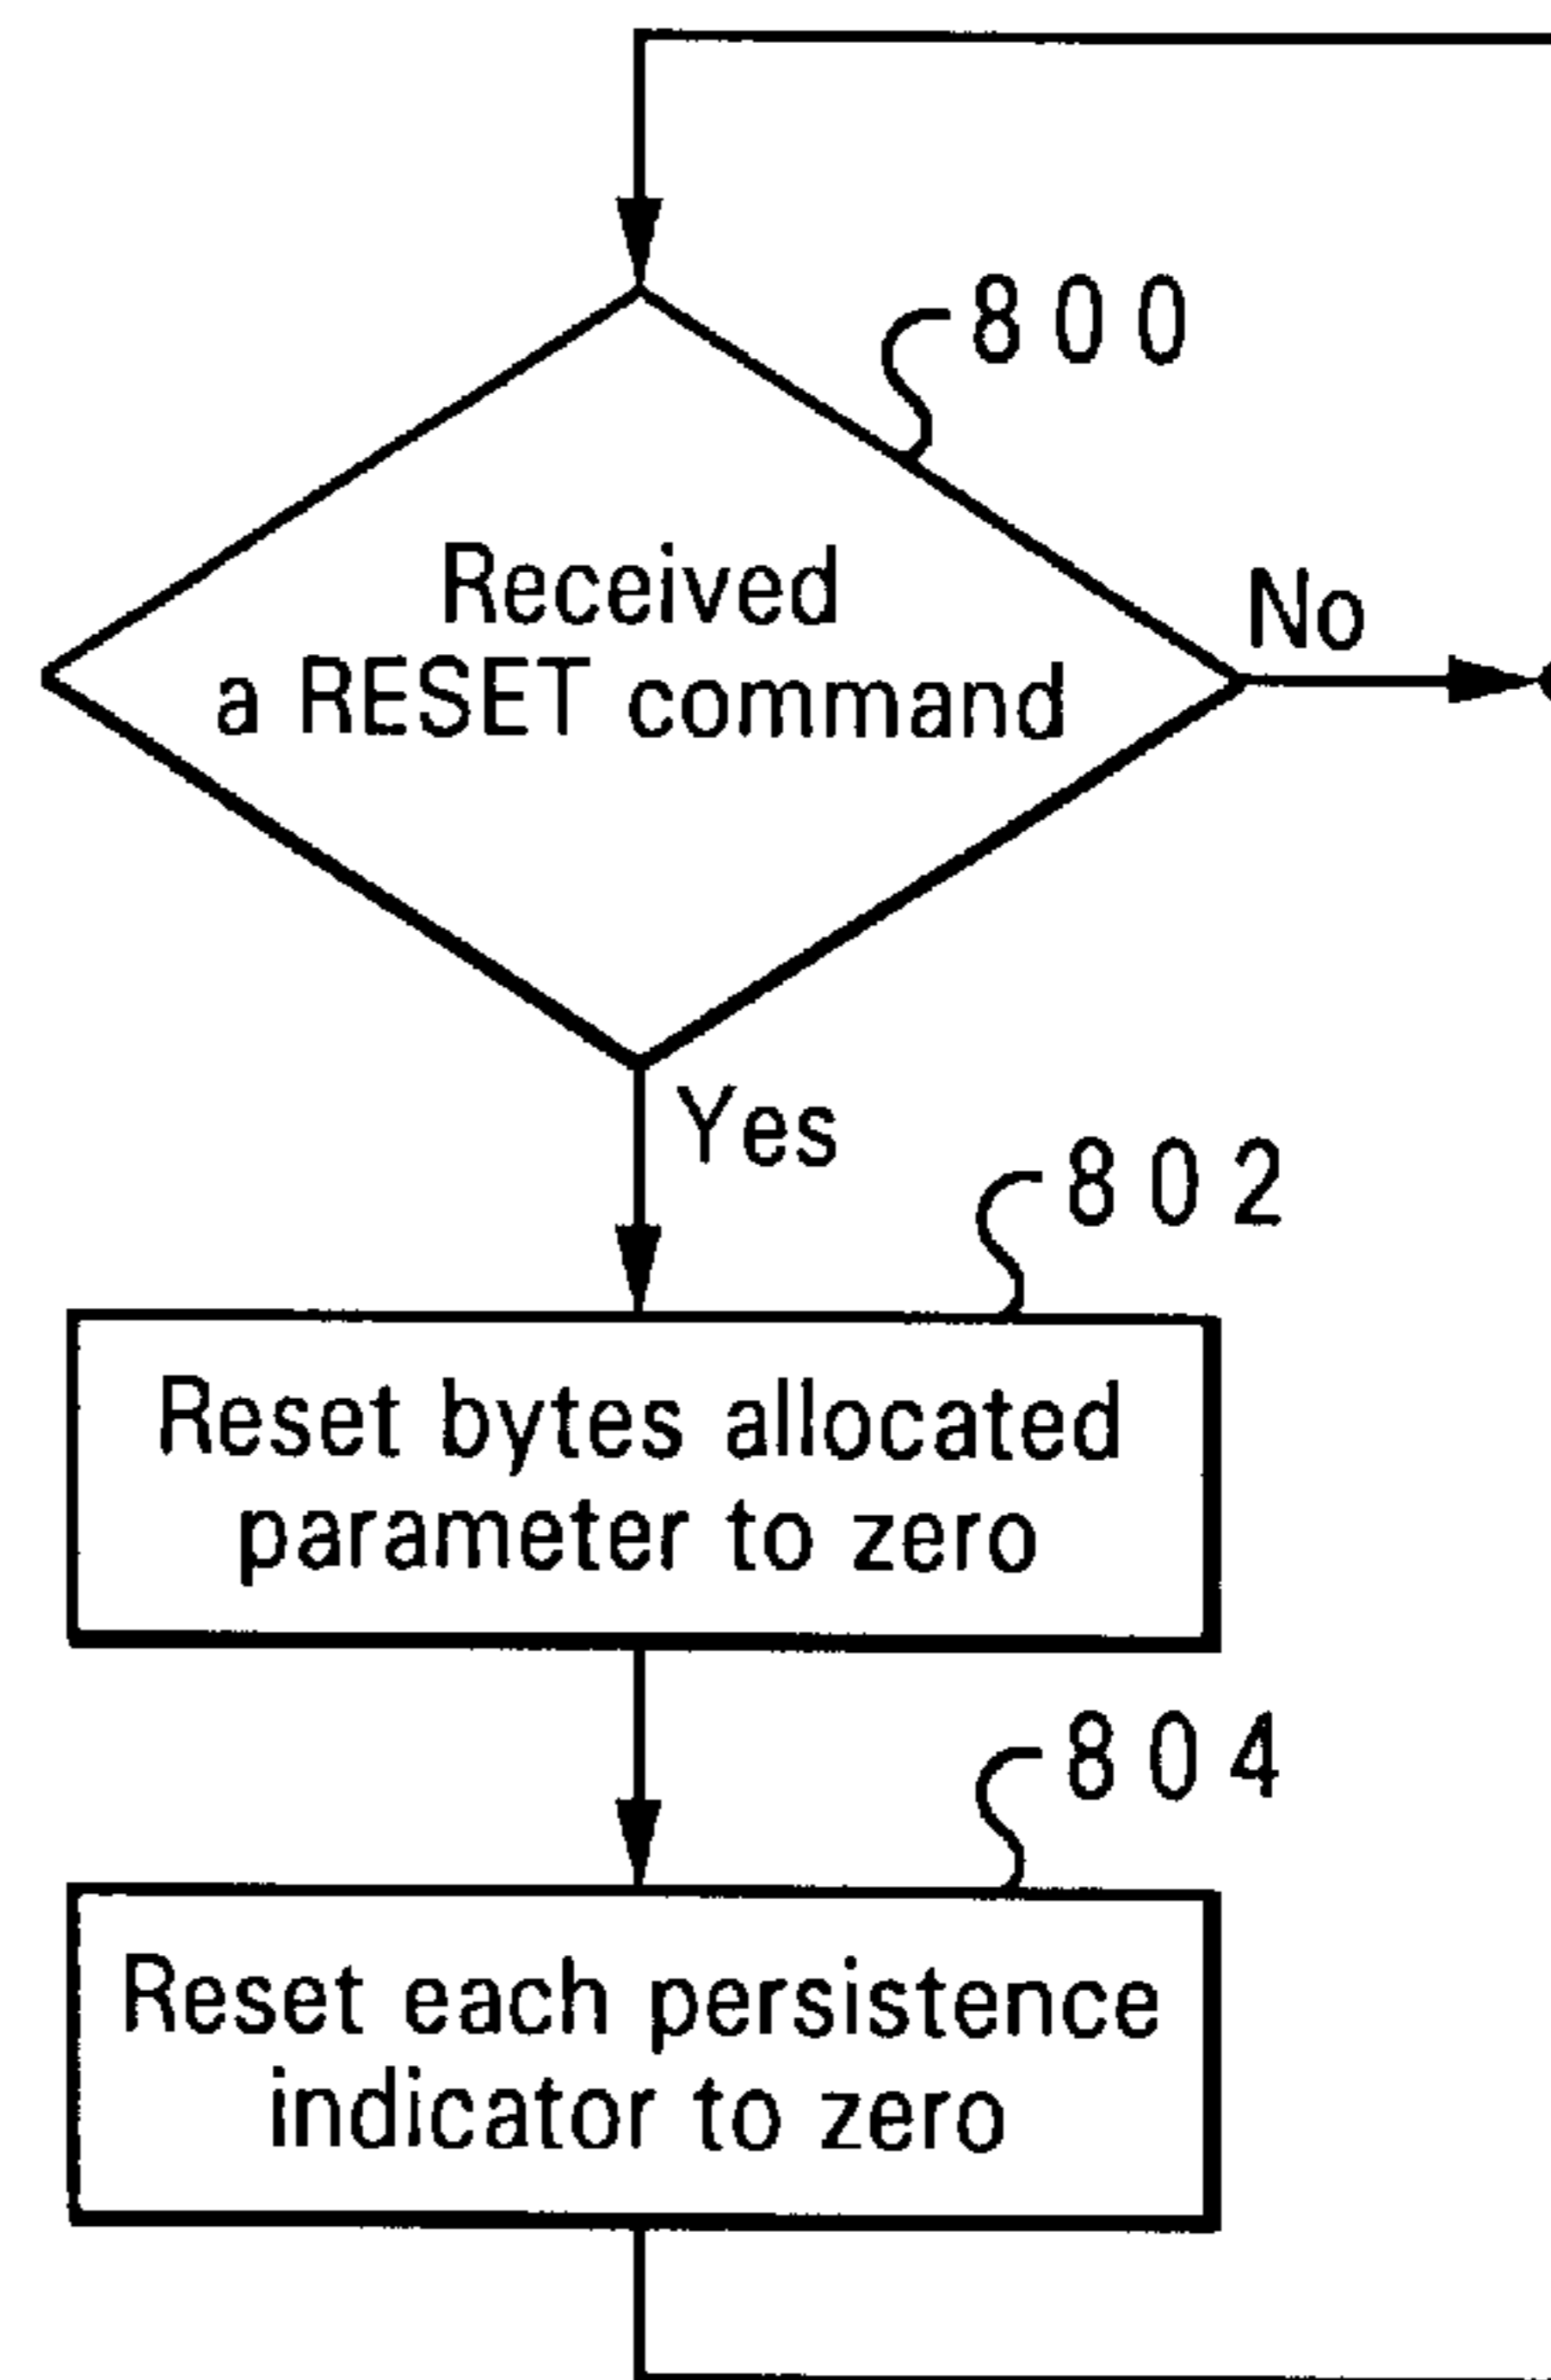 800
Received
a RESET command
No
Yes
802
Reset bytes allocated
parameter to zero
804
Reset each persistence
indicator to zero